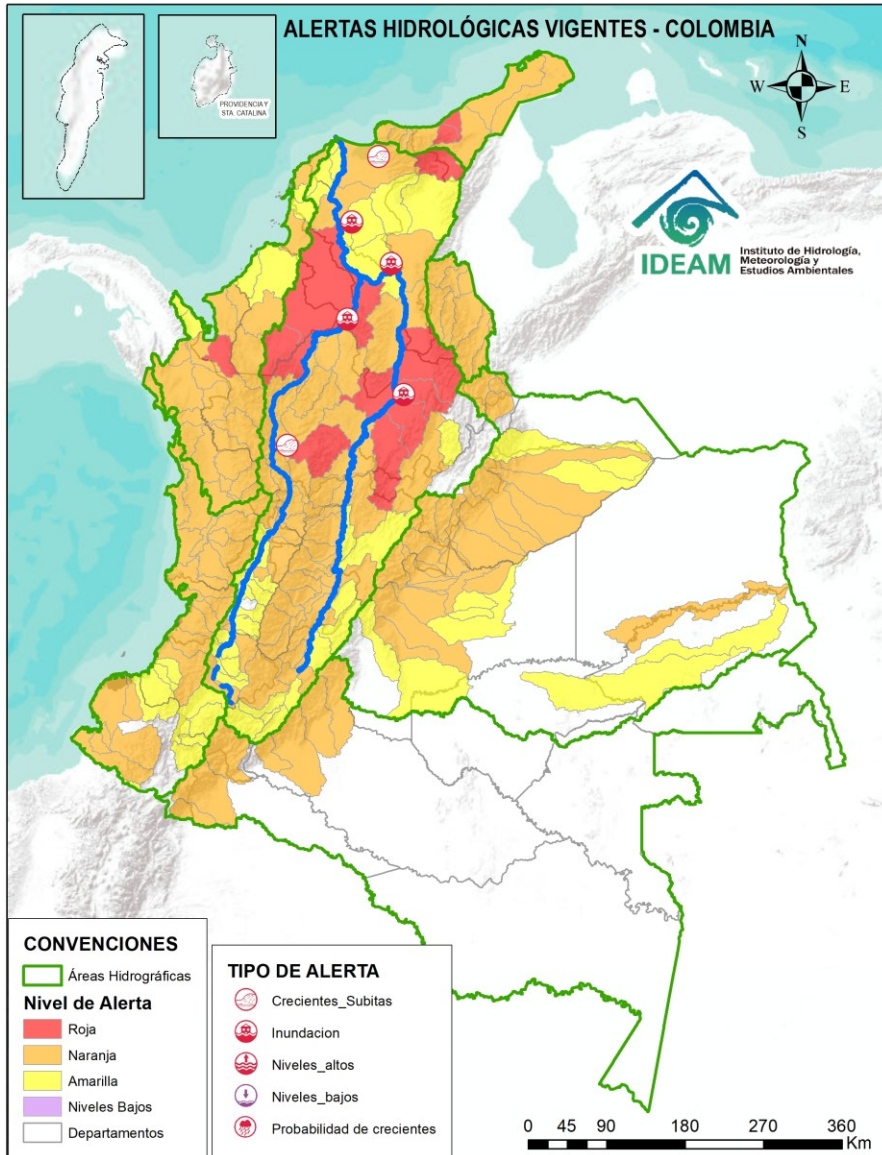 ALERTAS HIDROLÓGICAS VIGENTES - COLOMBIA
PROVIDENCIA Y
STA. CATALINA
N
W
E
S
IDEAM
Instituto de Hidrología,
Meteorología y
Estudios Ambientales
CONVENCIONES
Áreas Hidrográficas
Nivel de Alerta
Roja
Naranja
Amarilla
Niveles Bajos
Departamentos
TIPO DE ALERTA
Crecientes_Subitas
Inundacion
Niveles_altos
Niveles_bajos
Probabilidad de crecientes
0 45 90 180 270 360
Km